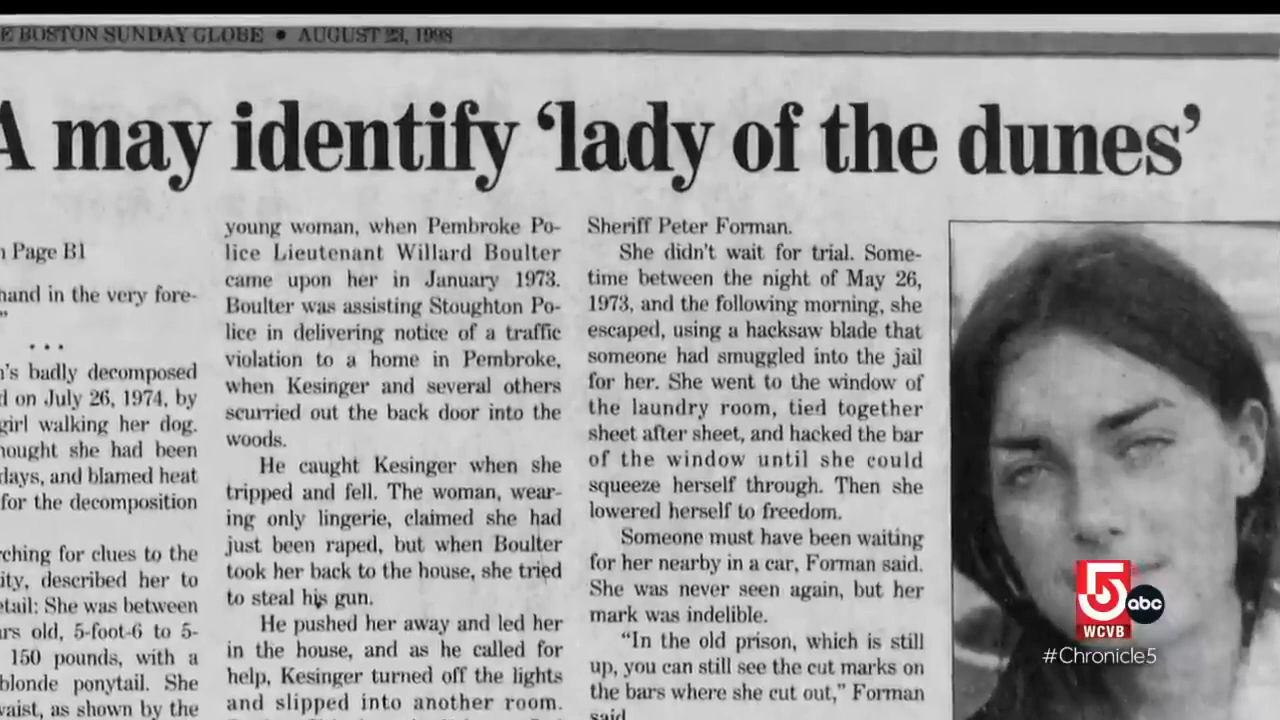 E BOSTON SUNDAY GLOBE • AUGUST 23, 1998
A may identify ‘lady of the dunes’
Page B1
hand in the very fore-
”
• • •
n's badly decomposed
d on July 26, 1974, by
girl walking her dog.
hought she had been
days, and blamed heat
for the decomposition
rching for clues to the
ity, described her to
etail: She was between
rs old, 5-foot-6 to 5-
150 pounds, with a
blonde ponytail. She
waist, as shown by the
young woman, when Pembroke Po-
lice Lieutenant Willard Boulter
came upon her in January 1973.
Boulter was assisting Stoughton Po-
lice in delivering notice of a traffic
violation to a home in Pembroke,
when Kesinger and several others
scurried out the back door into the
woods.
He caught Kesinger when she
tripped and fell. The woman, wear-
ing only lingerie, claimed she had
just been raped, but when Boulter
took her back to the house, she tried
to steal his gun.
He pushed her away and led her
in the house, and as he called for
help, Kesinger turned off the lights
and slipped into another room.
Sheriff Peter Forman.
She didn't wait for trial. Some-
time between the night of May 26,
1973, and the following morning, she
escaped, using a hacksaw blade that
someone had smuggled into the jail
for her. She went to the window of
the laundry room, tied together
sheet after sheet, and hacked the bar
of the window until she could
squeeze herself through. Then she
lowered herself to freedom.
Someone must have been waiting
for her nearby in a car, Forman said.
She was never seen again, but her
mark was indelible.
“In the old prison, which is still
up, you can still see the cut marks on
the bars where she cut out,” Forman
said.
5
abc
WCVB
#Chronicle5